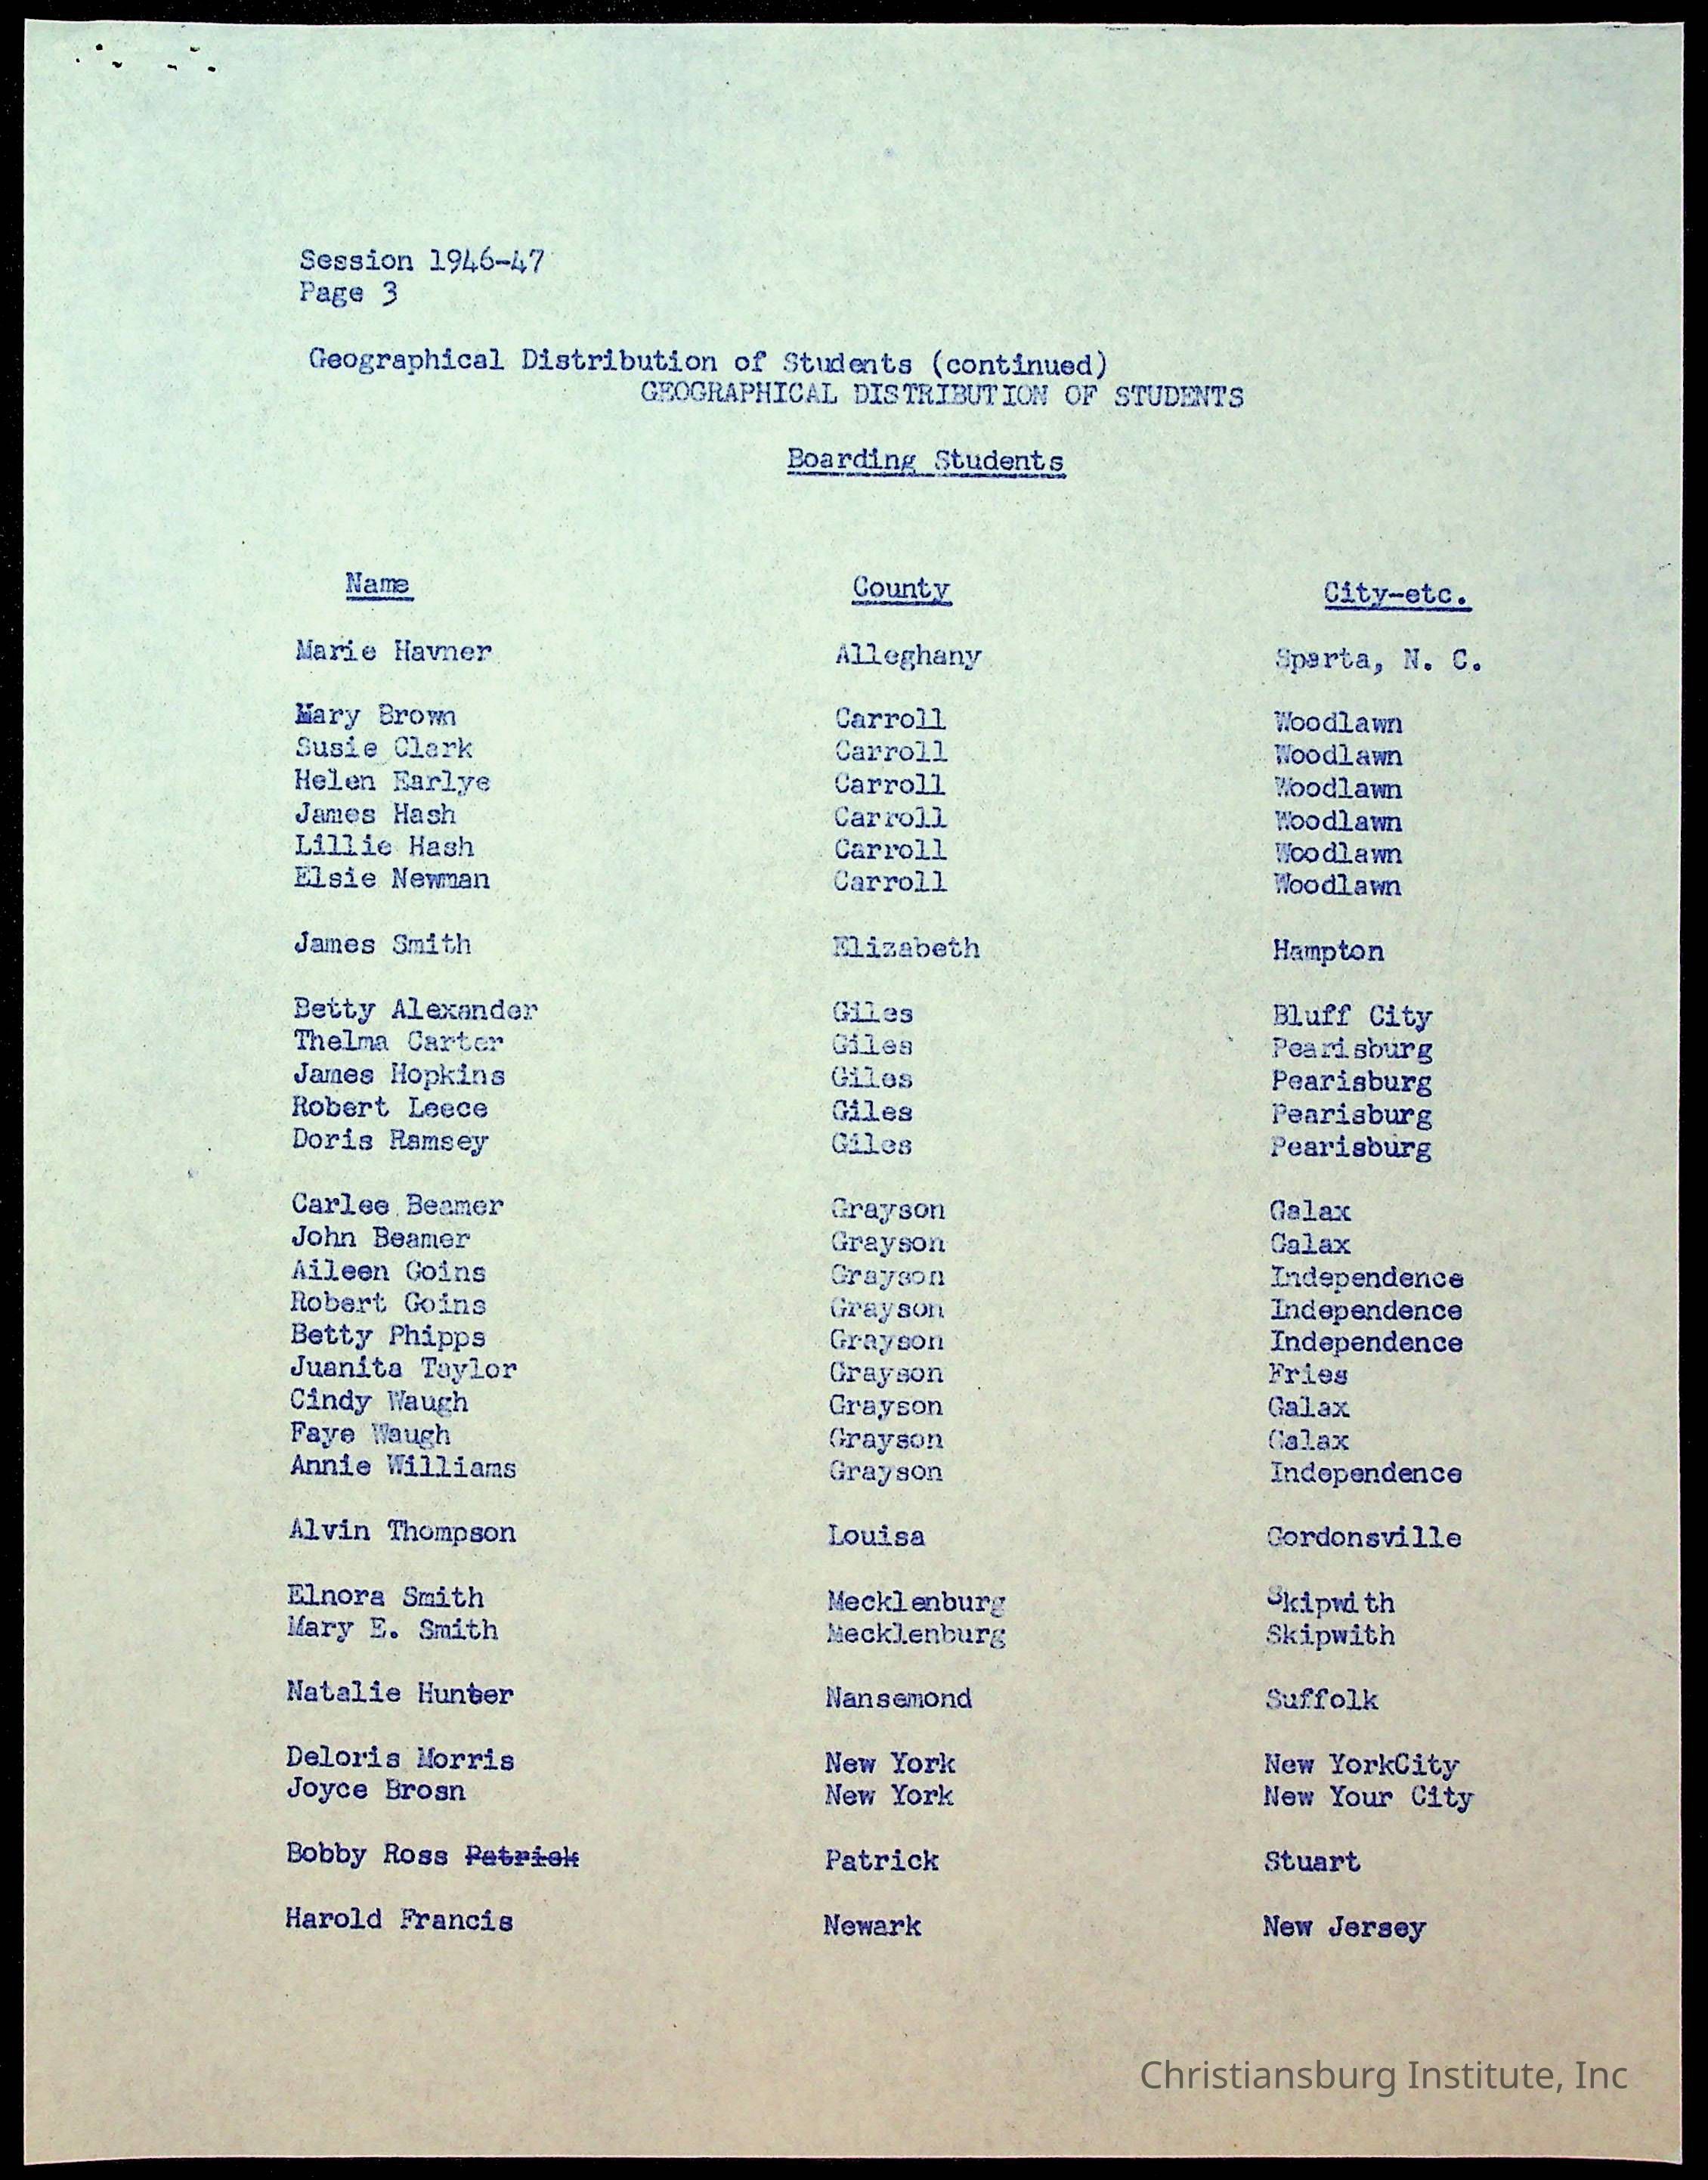 Session 1946-47
Page 3
Geographical Distribution of Students (continued)
GEOGRAPHICAL DISTRIBUTION OF STUDENTS
Boarding Students
Name County City-etc.
Marie Havner Alleghany Sparta, N. C.
Mary Brown Carroll Woodlawn
Susie Clark Carroll Woodlawn
Helen Earlye Carroll Woodlawn
James Hash Carroll Woodlawn
Lillie Hash Carroll Woodlawn
Elsie Newman Carroll Woodlawn
James Smith Elizabeth Hampton
Betty Alexander Giles Bluff City
Thelma Carter Giles Pearisburg
James Hopkins Giles Pearisburg
Robert Leece Giles Pearisburg
Doris Ramsey Giles Pearisburg
Carlee Beamer Grayson Galax
John Beamer Grayson Galax
Aileen Goins Grayson Independence
Robert Goins Grayson Independence
Betty Phipps Grayson Independence
Juanita Taylor Grayson Fries
Cindy Waugh Grayson Galax
Faye Waugh Grayson Galax
Annie Williams Grayson Independence
Alvin Thompson Louisa Gordonsville
Elnora Smith Mecklenburg Skipwith
Mary E. Smith Mecklenburg Skipwith
Natalie Hunter Nansemond Suffolk
Deloris Morris New York New YorkCity
Joyce Brosn New York New Your City
Bobby Ross Patrick Patrick Stuart
Harold Francis Newark New Jersey
Christiansburg Institute, Inc